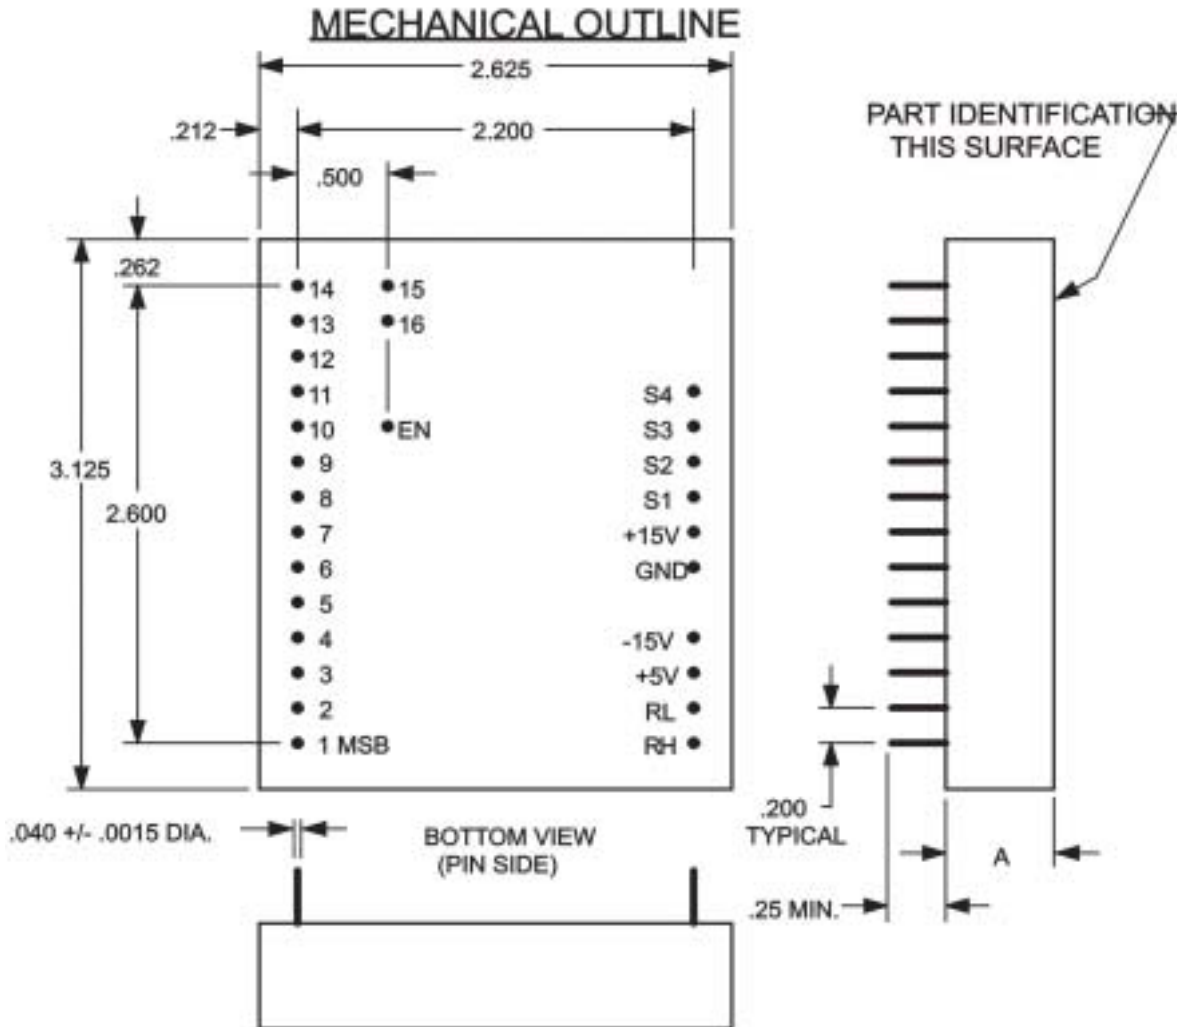 MECHANICAL OUTLINE
2.625
.212
2.200
PART IDENTIFICATION
THIS SURFACE
.500
.262
14
15
13
16
12
11
S4
10
EN
S3
3.125
9
S2
2.600
8
S1
7
+15V
6
GND
5
4
-15V
3
+5V
2
RL
1 MSB
RH
.200
TYPICAL
.040 +/- .0015 DIA.
BOTTOM VIEW
(PIN SIDE)
A
.25 MIN.